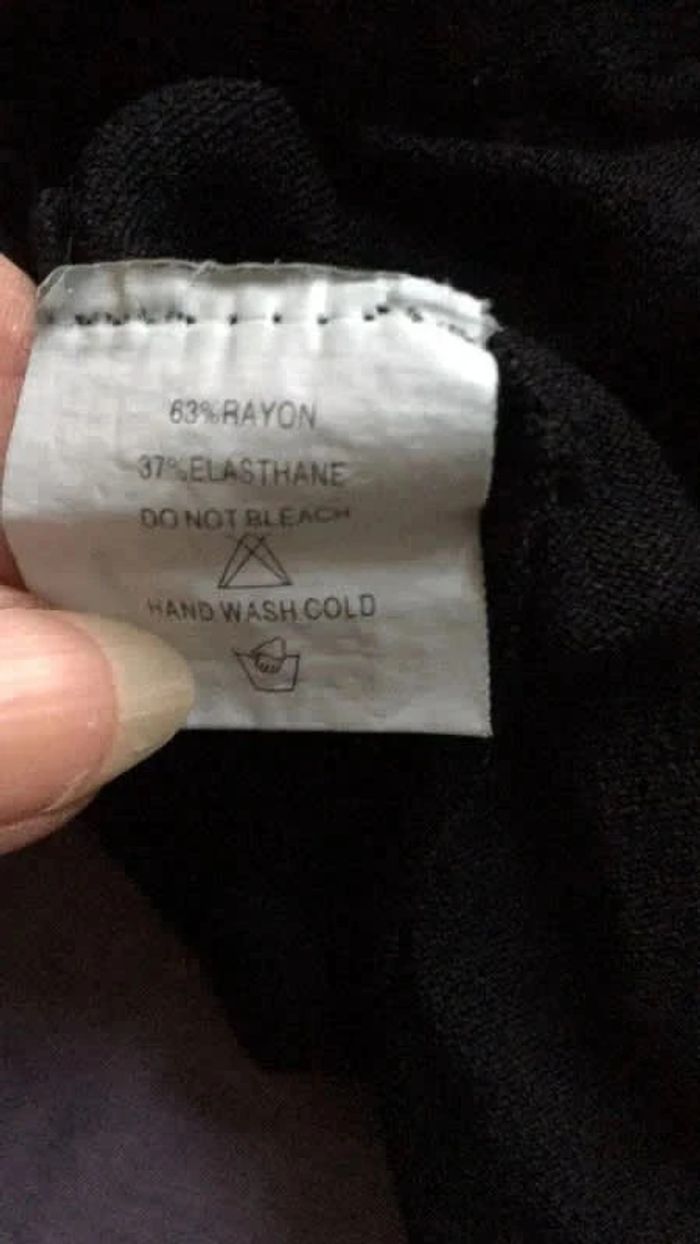 63%RAYON
37%ELASTHANE
DO NOT BLEACH
HAND WASH COLD